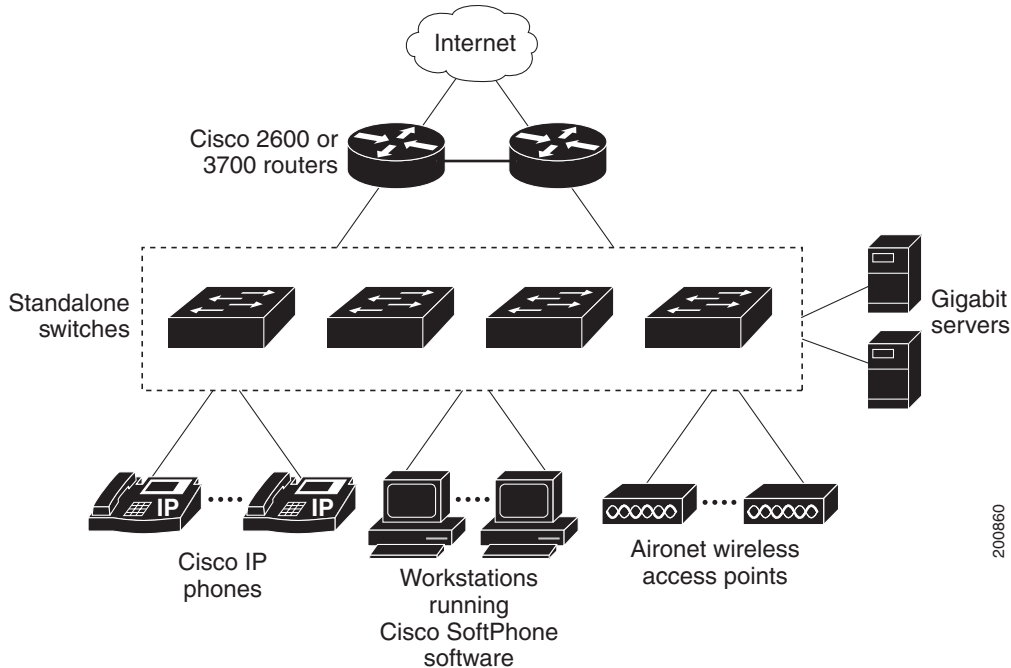 Internet
Cisco 2600 or
3700 routers
Standalone
switches
Gigabit
servers
IP
IP
Cisco IP
phones
Workstations
running
Cisco SoftPhone
software
Aironet wireless
access points
200860